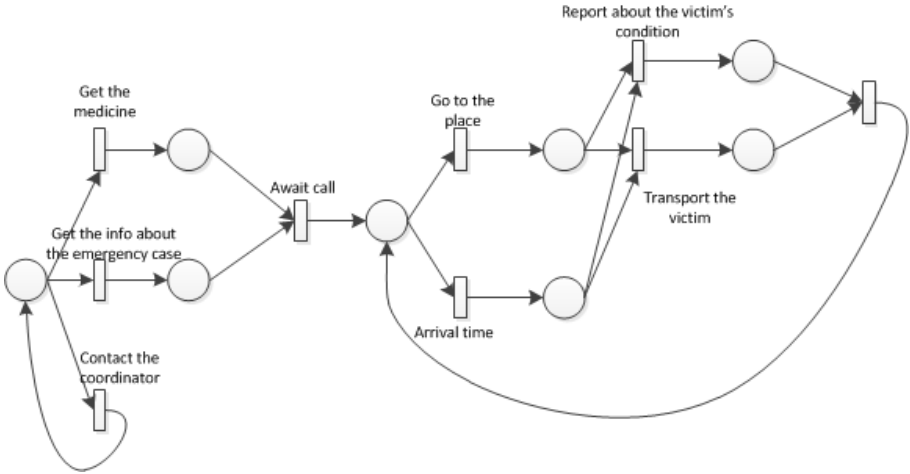 Report about the victim's
condition
Get the
medicine
Go to the
place
Await call
Transport the
victim
Get the info about
the emergency case
Arrival time
Contact the
coordinator